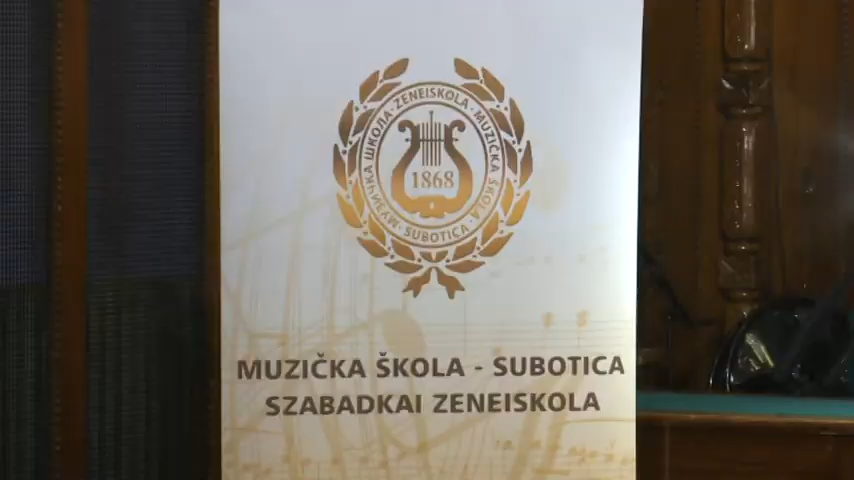 МУЗИЧКА ШКОЛА · ZENEISKOLA · MUZIČKA ŠKOLA ·
1868
· SUBOTICA ·
MUZIČKA ŠKOLA - SUBOTICA
SZABADKAI ZENEISKOLA